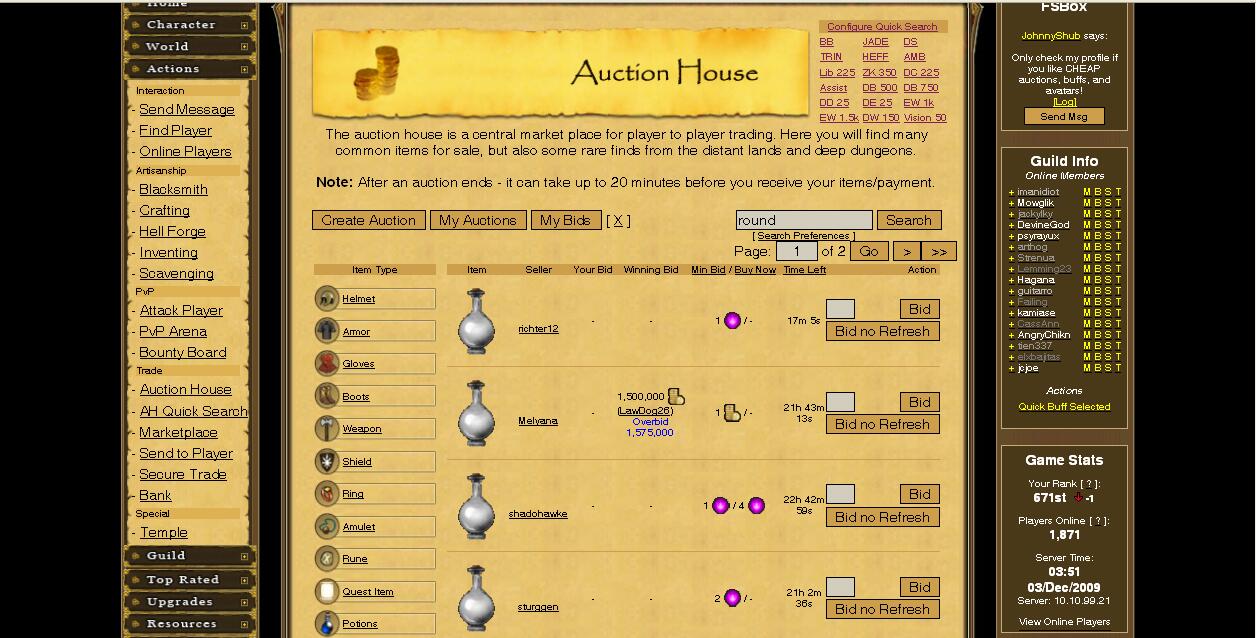 Home
Character
World
Actions
Interaction
- Send Message
- Find Player
- Online Players
Artisanship
- Blacksmith
- Crafting
- Hell Forge
- Inventing
- Scavenging
PvP
- Attack Player
- PvP Arena
- Bounty Board
Trade
- Auction House
- AH Quick Search
- Marketplace
- Send to Player
- Secure Trade
- Bank
Special
- Temple
Guild
Top Rated
Upgrades
Resources
Auction House
Configure Quick Search
BB JADE DS
TRIN HEFF AMB
Lib 225 ZK 350 DC 225
Assist DB 500 DB 750
DD 25 DE 25 EW 1k
EW 1.5k DW 150 Vision 50
The auction house is a central market place for player to player trading. Here you will find many
common items for sale, but also some rare finds from the distant lands and deep dungeons.
Note: After an auction ends - it can take up to 20 minutes before you receive your items/payment.
Create Auction My Auctions My Bids [ X ] round Search
[ Search Preferences ]
Page: 1 of 2 Go > >>
Item Type
Helmet
Armor
Gloves
Boots
Weapon
Shield
Ring
Amulet
Rune
Quest Item
Potions
Item Seller Your Bid Winning Bid Min Bid / Buy Now Time Left Action
richter12 - - 1 / - 17m 5s Bid
Bid no Refresh
Melyana - 1,500,000 (LawDog26) Overbid 1,575,000 1 / - 21h 43m 13s Bid
Bid no Refresh
shadohawke - - 1 / 4 22h 42m 59s Bid
Bid no Refresh
sturggen - - 2 / - 21h 2m 36s Bid
Bid no Refresh
FSBox
JohnnyShub says:
Only check my profile if
you like CHEAP
auctions, buffs, and
avatars!
[Log]
Send Msg
Guild Info
Online Members
+ imanidiot M B S T
+ Mowglik M B S T
+ jackylky M B S T
+ DevineGod M B S T
+ psyrayux M B S T
+ arthog M B S T
+ Strenua M B S T
+ Lemming23 M B S T
+ Hagana M B S T
+ guitarro M B S T
+ Failing M B S T
+ kamiase M B S T
+ CassAnn M B S T
+ AngryChikn M B S T
+ tien337 M B S T
+ elxbajitas M B S T
+ jcjoe M B S T
Actions
Quick Buff Selected
Game Stats
Your Rank [ ? ]:
671st -1
Players Online [ ? ]:
1,871
Server Time:
03:51
03/Dec/2009
Server: 10.10.99.21
View Online Players